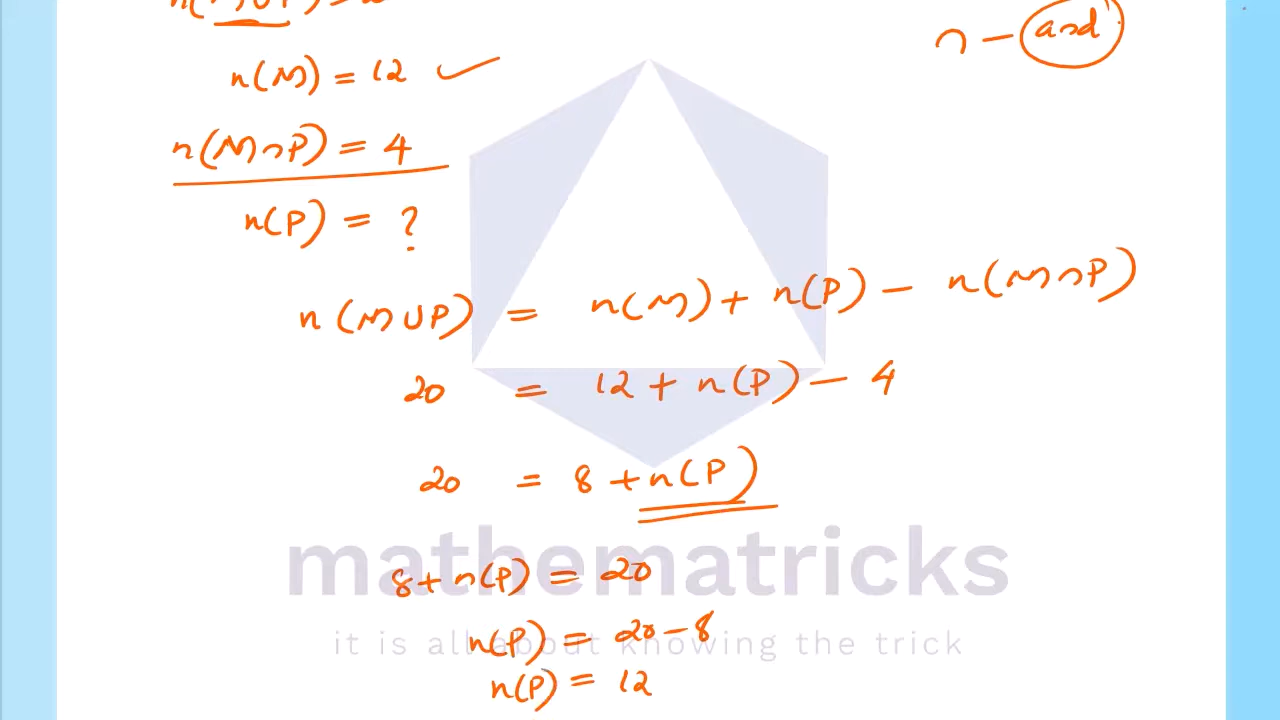 n(M∪P) = 20
n - and
n(M) = 12 ✓
n(M∩P) = 4
n(P) = ?
n(M∪P) = n(M) + n(P) - n(M∩P)
20 = 12 + n(P) - 4
20 = 8 + n(P)
mathematricks
8 + n(P) = 20
it is all about knowing the trick
n(P) = 20 - 8
n(P) = 12